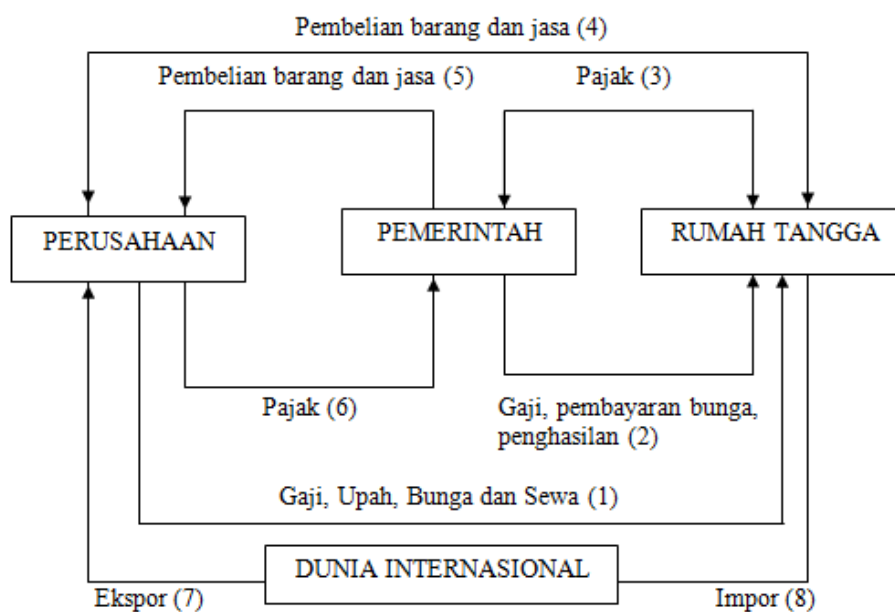 Pembelian barang dan jasa (4)
Pembelian barang dan jasa (5)
Pajak (3)
PERUSAHAAN
PEMERINTAH
RUMAH TANGGA
Pajak (6)
Gaji, pembayaran bunga,
penghasilan (2)
Gaji, Upah, Bunga dan Sewa (1)
DUNIA INTERNASIONAL
Ekspor (7)
Impor (8)